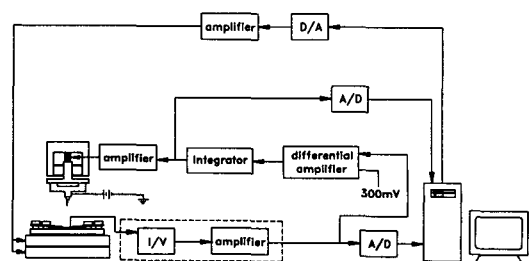 amplifier
D/A
A/D
amplifier
Integrator
differential
amplifier
300mV
I/V
amplifier
A/D